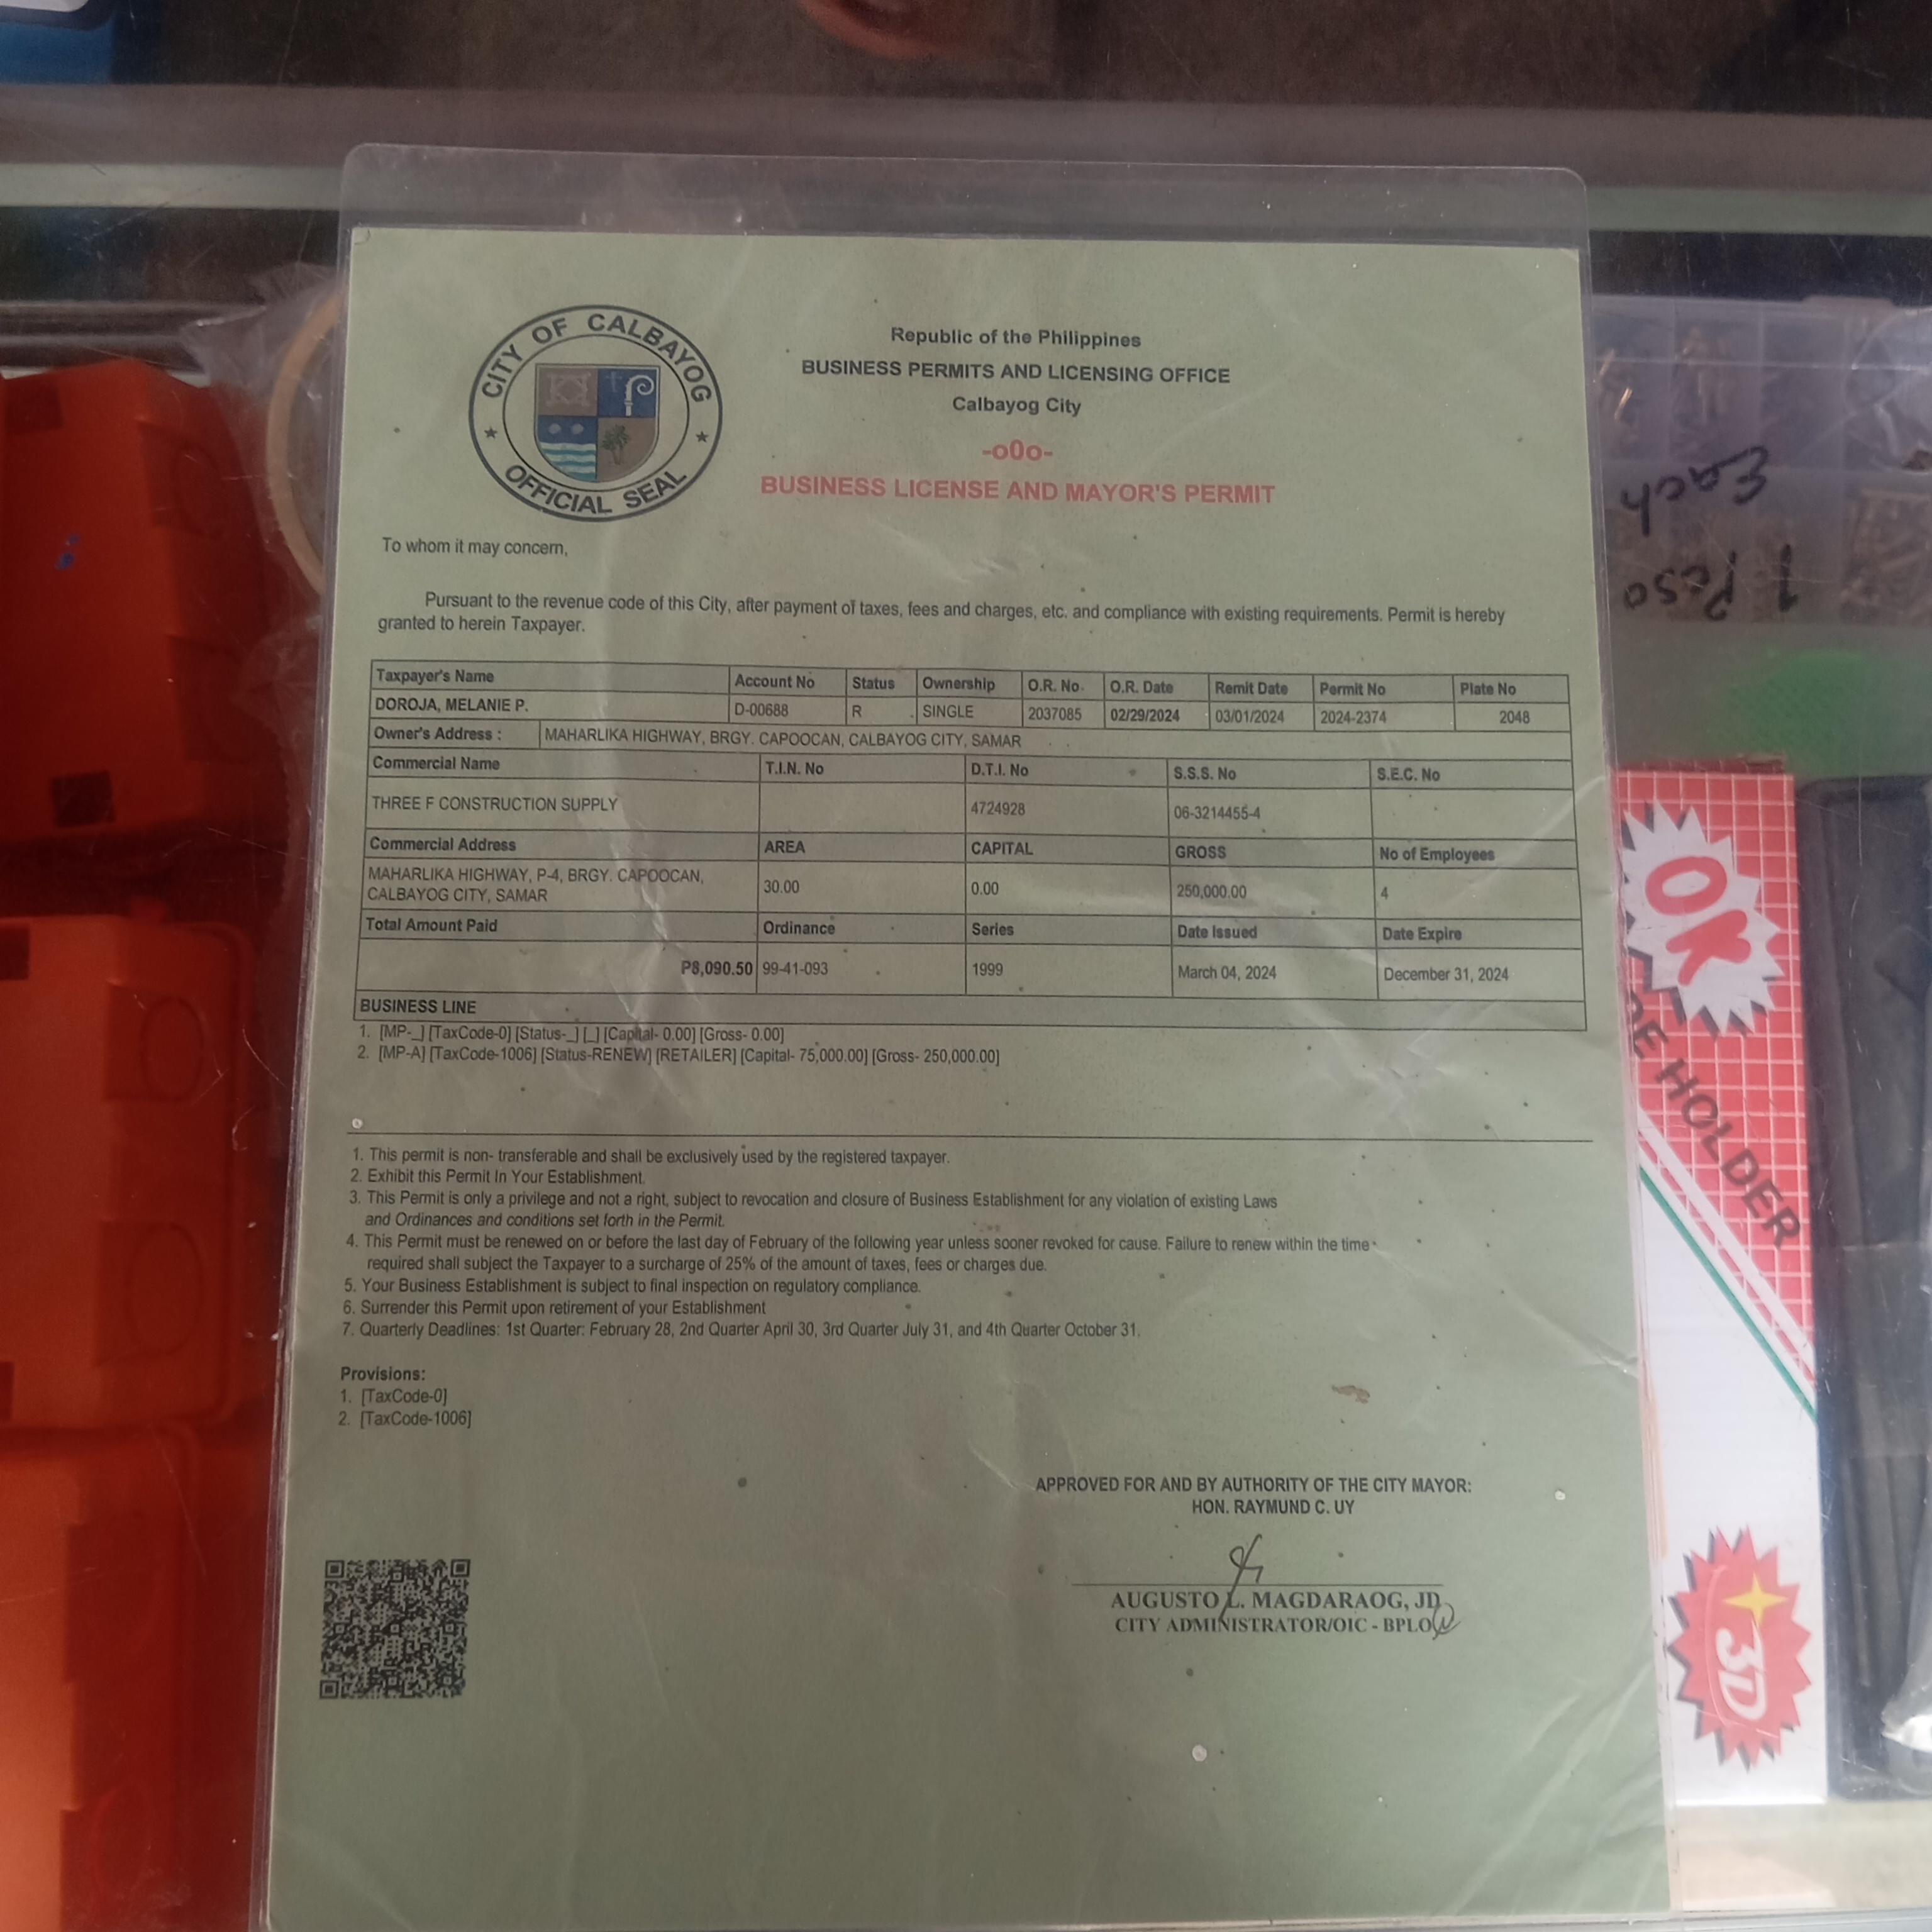 CITY OF CALBAYOG
OFFICIAL SEAL
Republic of the Philippines
BUSINESS PERMITS AND LICENSING OFFICE
Calbayog City
-o0o-
BUSINESS LICENSE AND MAYOR'S PERMIT
To whom it may concern,
Pursuant to the revenue code of this City, after payment of taxes, fees and charges, etc. and compliance with existing requirements. Permit is hereby
granted to herein Taxpayer.
Taxpayer's Name Account No Status Ownership O.R. No. O.R. Date Remit Date Permit No Plate No
DOROJA, MELANIE P. D-00688 R SINGLE 2037085 02/29/2024 03/01/2024 2024-2374 2048
Owner's Address : MAHARLIKA HIGHWAY, BRGY. CAPOOCAN, CALBAYOG CITY, SAMAR
Commercial Name T.I.N. No D.T.I. No S.S.S. No S.E.C. No
THREE F CONSTRUCTION SUPPLY 4724928 06-3214455-4
Commercial Address AREA CAPITAL GROSS No of Employees
MAHARLIKA HIGHWAY, P-4, BRGY. CAPOOCAN,
CALBAYOG CITY, SAMAR 30.00 0.00 250,000.00 4
Total Amount Paid Ordinance Series Date Issued Date Expire
P8,090.50 99-41-093 1999 March 04, 2024 December 31, 2024
BUSINESS LINE
1. [MP-_] [TaxCode-0] [Status-_] [_] [Capital- 0.00] [Gross- 0.00]
2. [MP-A] [TaxCode-1006] [Status-RENEW] [RETAILER] [Capital- 75,000.00] [Gross- 250,000.00]
1. This permit is non- transferable and shall be exclusively used by the registered taxpayer.
2. Exhibit this Permit In Your Establishment.
3. This Permit is only a privilege and not a right, subject to revocation and closure of Business Establishment for any violation of existing Laws
and Ordinances and conditions set forth in the Permit.
4. This Permit must be renewed on or before the last day of February of the following year unless sooner revoked for cause. Failure to renew within the time
required shall subject the Taxpayer to a surcharge of 25% of the amount of taxes, fees or charges due.
5. Your Business Establishment is subject to final inspection on regulatory compliance.
6. Surrender this Permit upon retirement of your Establishment
7. Quarterly Deadlines: 1st Quarter: February 28, 2nd Quarter April 30, 3rd Quarter July 31, and 4th Quarter October 31.
Provisions:
1. [TaxCode-0]
2. [TaxCode-1006]
APPROVED FOR AND BY AUTHORITY OF THE CITY MAYOR:
HON. RAYMUND C. UY
AUGUSTO L. MAGDARAOG, JD
CITY ADMINISTRATOR/OIC - BPLO
1 Peso
Each
OK
HOLDER
3D